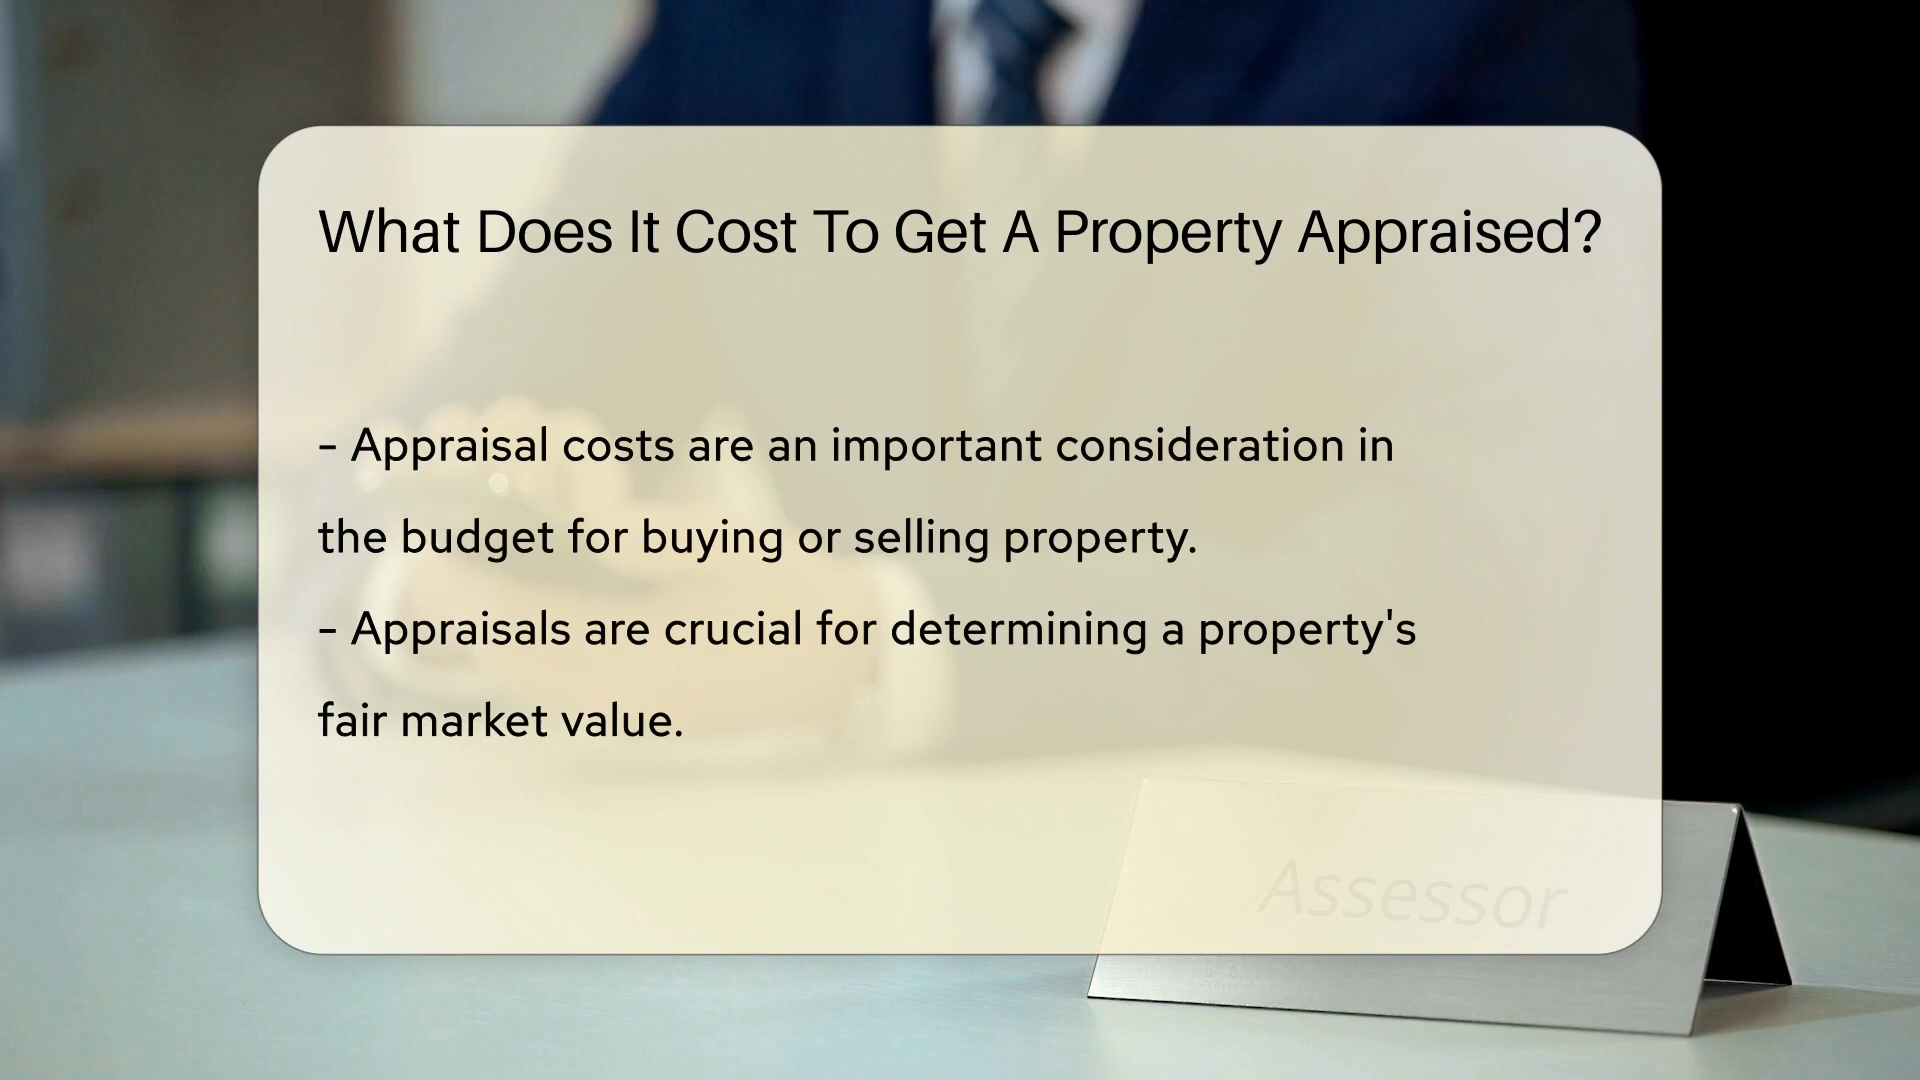 What Does It Cost To Get A Property Appraised?
- Appraisal costs are an important consideration in
the budget for buying or selling property.
- Appraisals are crucial for determining a property's
fair market value.
Assessor